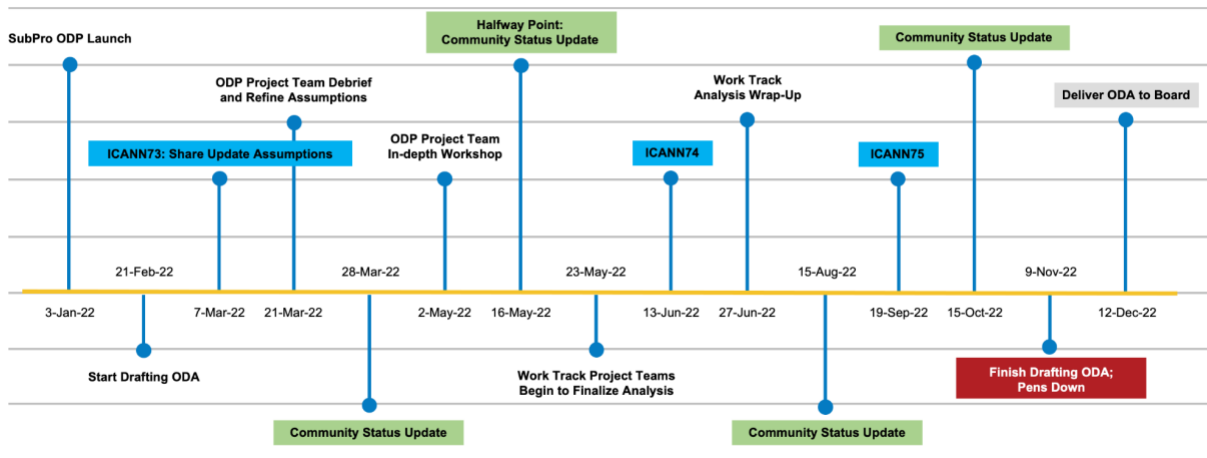 Halfway Point:
Community Status Update
SubPro ODP Launch
Community Status Update
ODP Project Team Debrief
and Refine Assumptions
Work Track
Analysis Wrap-Up
Deliver ODA to Board
ICANN73: Share Update Assumptions
ODP Project Team
In-depth Workshop
ICANN74
ICANN75
21-Feb-22
28-Mar-22
23-May-22
15-Aug-22
9-Nov-22
3-Jan-22
7-Mar-22
21-Mar-22
2-May-22
16-May-22
13-Jun-22
27-Jun-22
19-Sep-22
15-Oct-22
12-Dec-22
Start Drafting ODA
Work Track Project Teams
Begin to Finalize Analysis
Finish Drafting ODA;
Pens Down
Community Status Update
Community Status Update